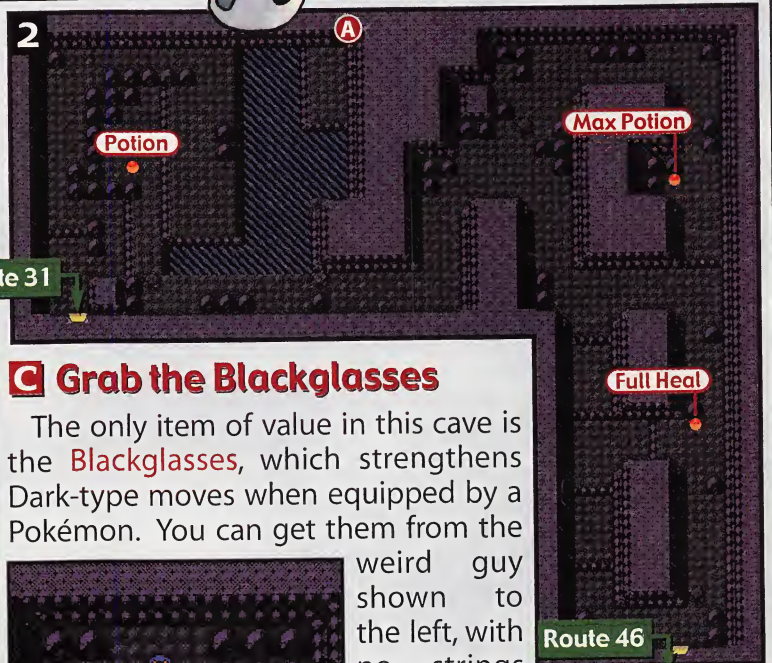 2
A
Potion
Max Potion
te 31
Full Heal
C Grab the Blackglasses
The only item of value in this cave is
the Blackglasses, which strengthens
Dark-type moves when equipped by a
Pokémon. You can get them from the
weird guy
shown to
the left, with
no strings
Route 46